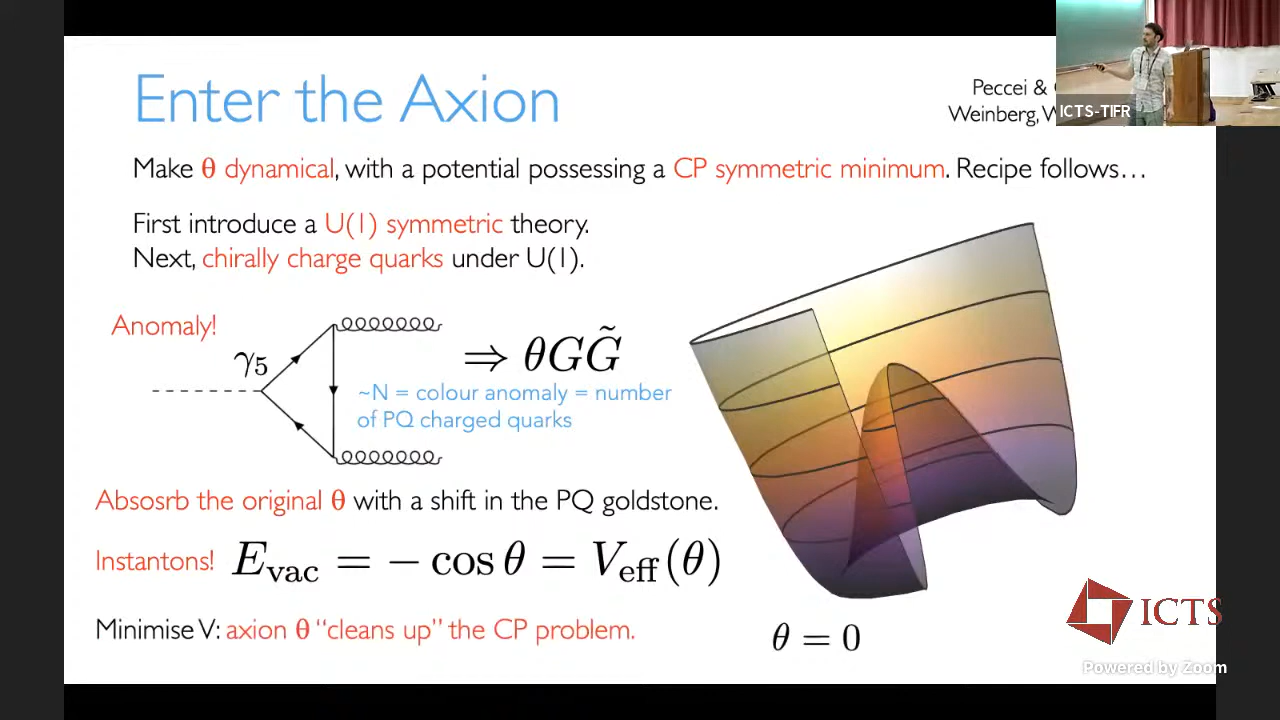 Enter the Axion
Peccei &
Weinberg,
ICTS-TIFR
Make θ dynamical, with a potential possessing a CP symmetric minimum. Recipe follows…
First introduce a U(1) symmetric theory.
Next, chirally charge quarks under U(1).
Anomaly!
γ₅
⇒ θGG̃
~N = colour anomaly = number
of PQ charged quarks
Absosrb the original θ with a shift in the PQ goldstone.
Instantons! E_vac = − cos θ = V_eff(θ)
Minimise V: axion θ “cleans up” the CP problem.
θ = 0
ICTS
Powered by Zoom